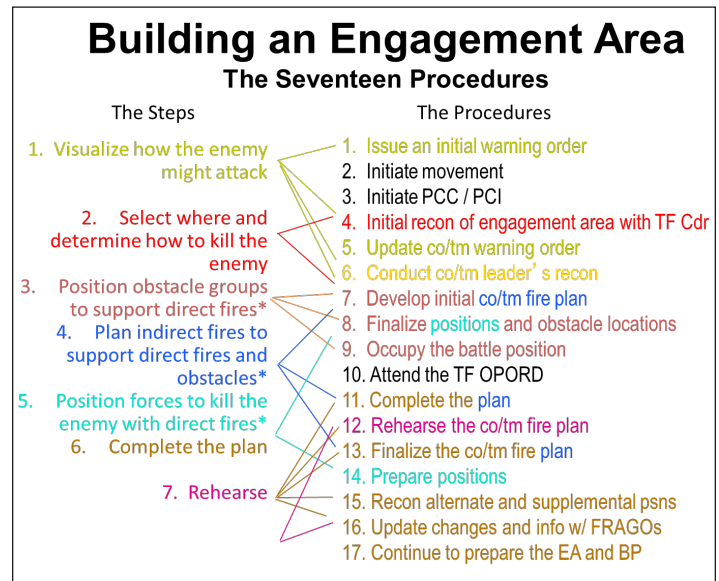 Building an Engagement Area
The Seventeen Procedures
The Steps
1. Visualize how the enemy
might attack
2. Select where and
determine how to kill the
enemy
3. Position obstacle groups
to support direct fires*
4. Plan indirect fires to
support direct fires and
obstacles*
5. Position forces to kill the
enemy with direct fires*
6. Complete the plan
7. Rehearse
The Procedures
1. Issue an initial warning order
2. Initiate movement
3. Initiate PCC / PCI
4. Initial recon of engagement area with TF Cdr
5. Update co/tm warning order
6. Conduct co/tm leader’s recon
7. Develop initial co/tm fire plan
8. Finalize positions and obstacle locations
9. Occupy the battle position
10. Attend the TF OPORD
11. Complete the plan
12. Rehearse the co/tm fire plan
13. Finalize the co/tm fire plan
14. Prepare positions
15. Recon alternate and supplemental psns
16. Update changes and info w/ FRAGOs
17. Continue to prepare the EA and BP